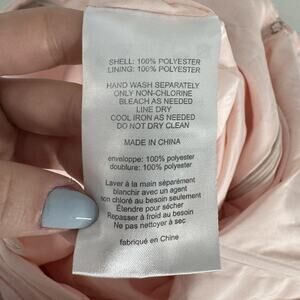 SHELL: 100% POLYESTER
LINING: 100% POLYESTER
HAND WASH SEPARATELY
ONLY NON-CHLORINE
BLEACH AS NEEDED
LINE DRY
COOL IRON AS NEEDED
DO NOT DRY CLEAN
MADE IN CHINA
enveloppe: 100% polyester
doublure: 100% polyester
Laver à la main séparément
blanchir avec un agent
non chloré au besoin seulement
Étendre pour sécher
Repasser à froid au besoin
Ne pas nettoyer à sec
fabriqué en Chine